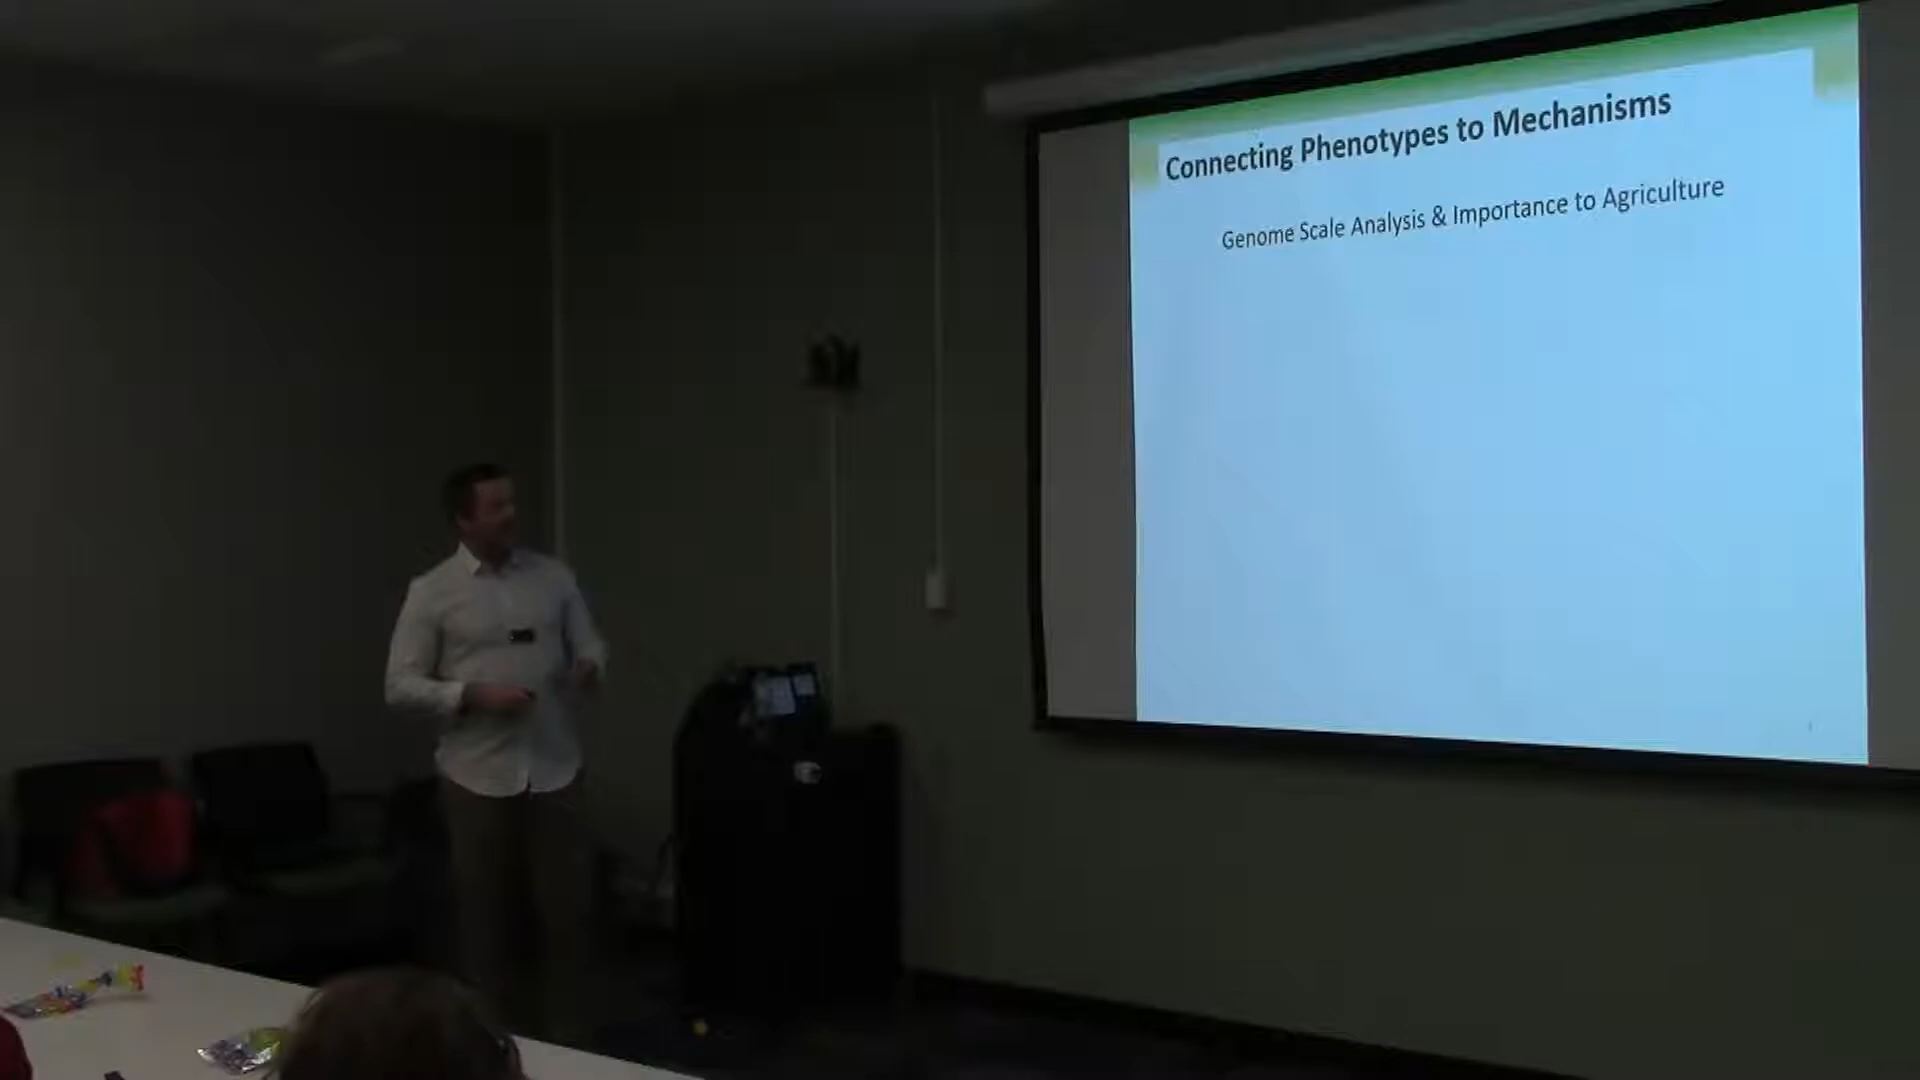 Connecting Phenotypes to Mechanisms
Genome Scale Analysis & Importance to Agriculture